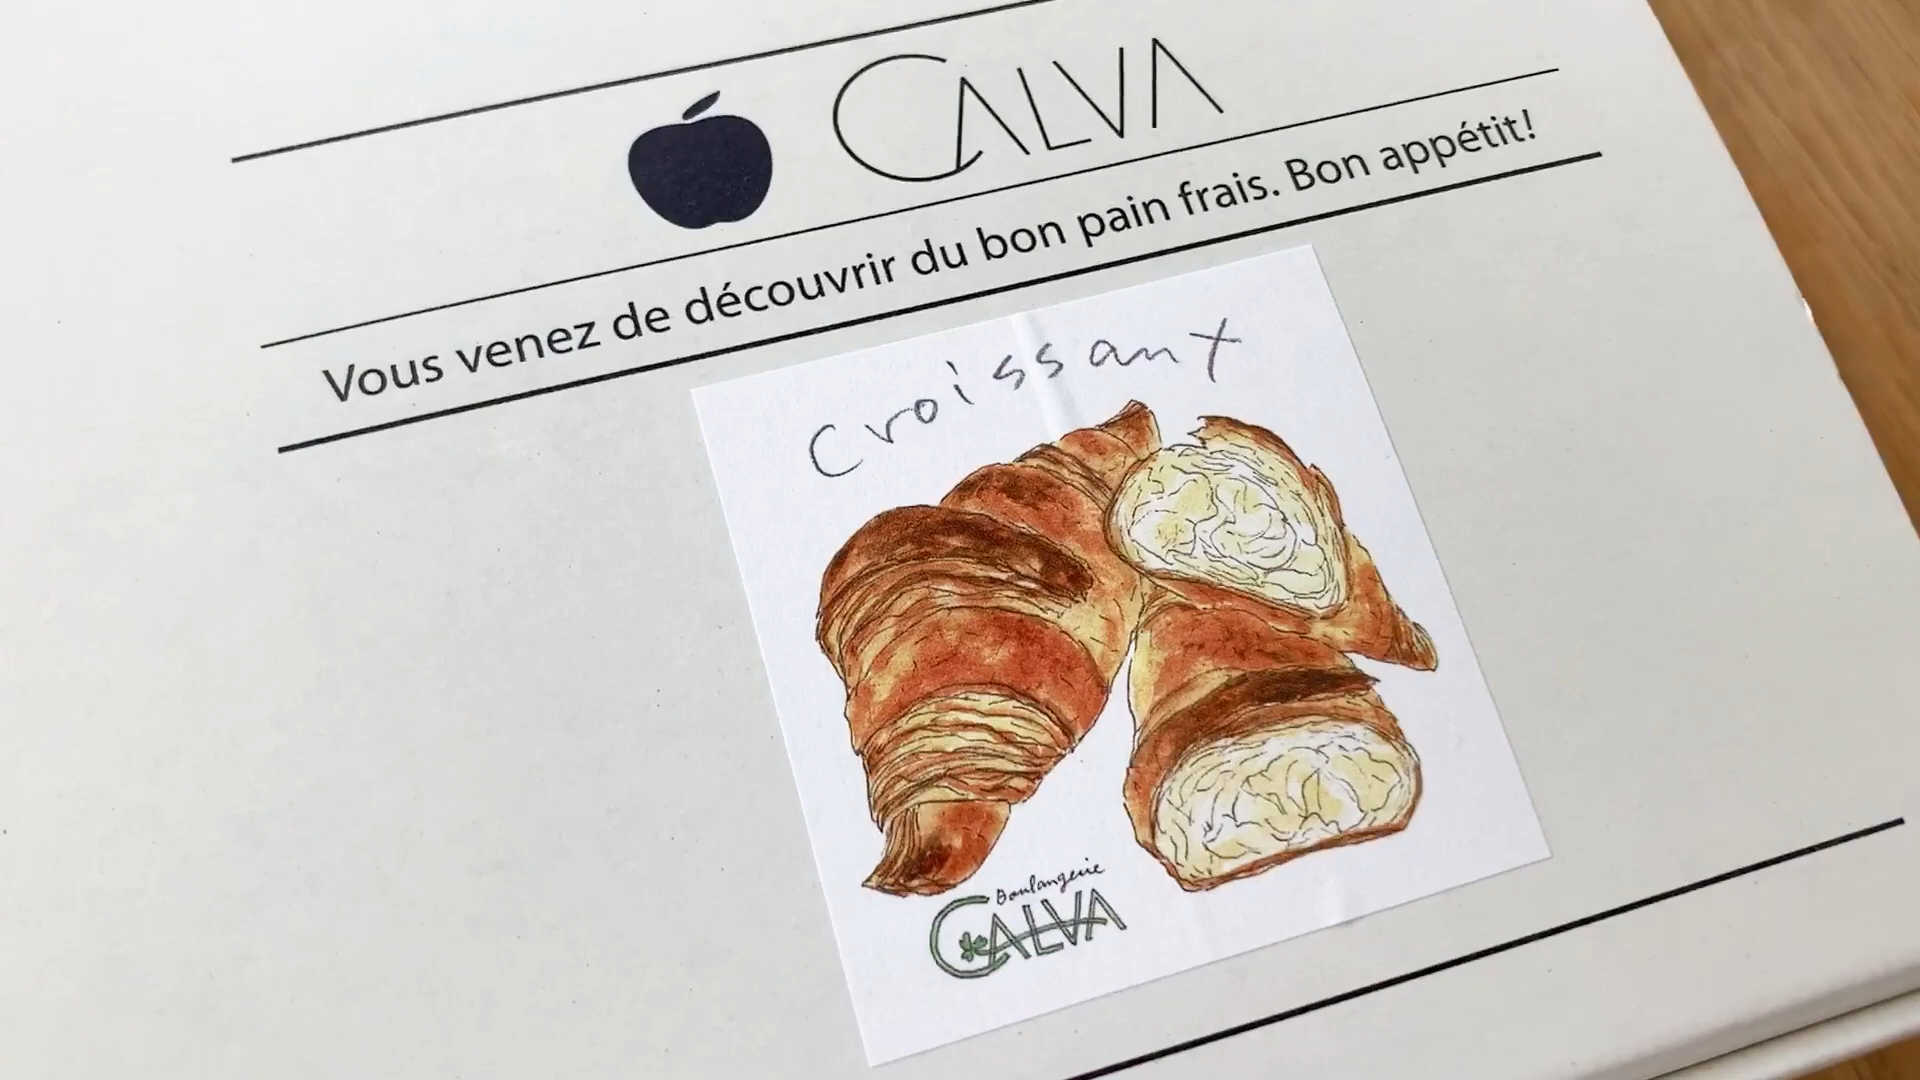 CALVA
Vous venez de découvrir du bon pain frais. Bon appétit!
Croissant
Boulangerie
CALVA